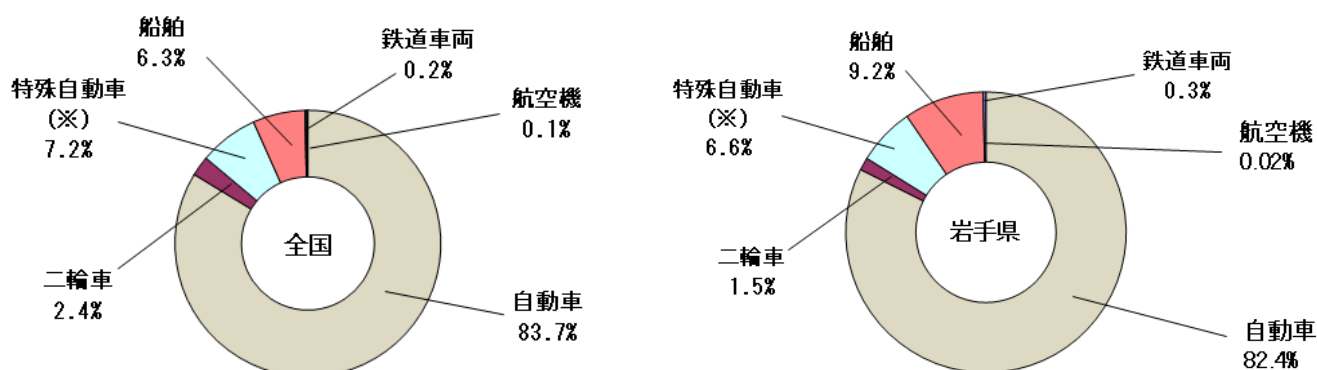 船舶
6.3%
鉄道車両
0.2%
特殊自動車
(※)
7.2%
航空機
0.1%
全国
二輪車
2.4%
自動車
83.7%
船舶
9.2%
鉄道車両
0.3%
特殊自動車
(※)
6.6%
航空機
0.02%
岩手県
二輪車
1.5%
自動車
82.4%